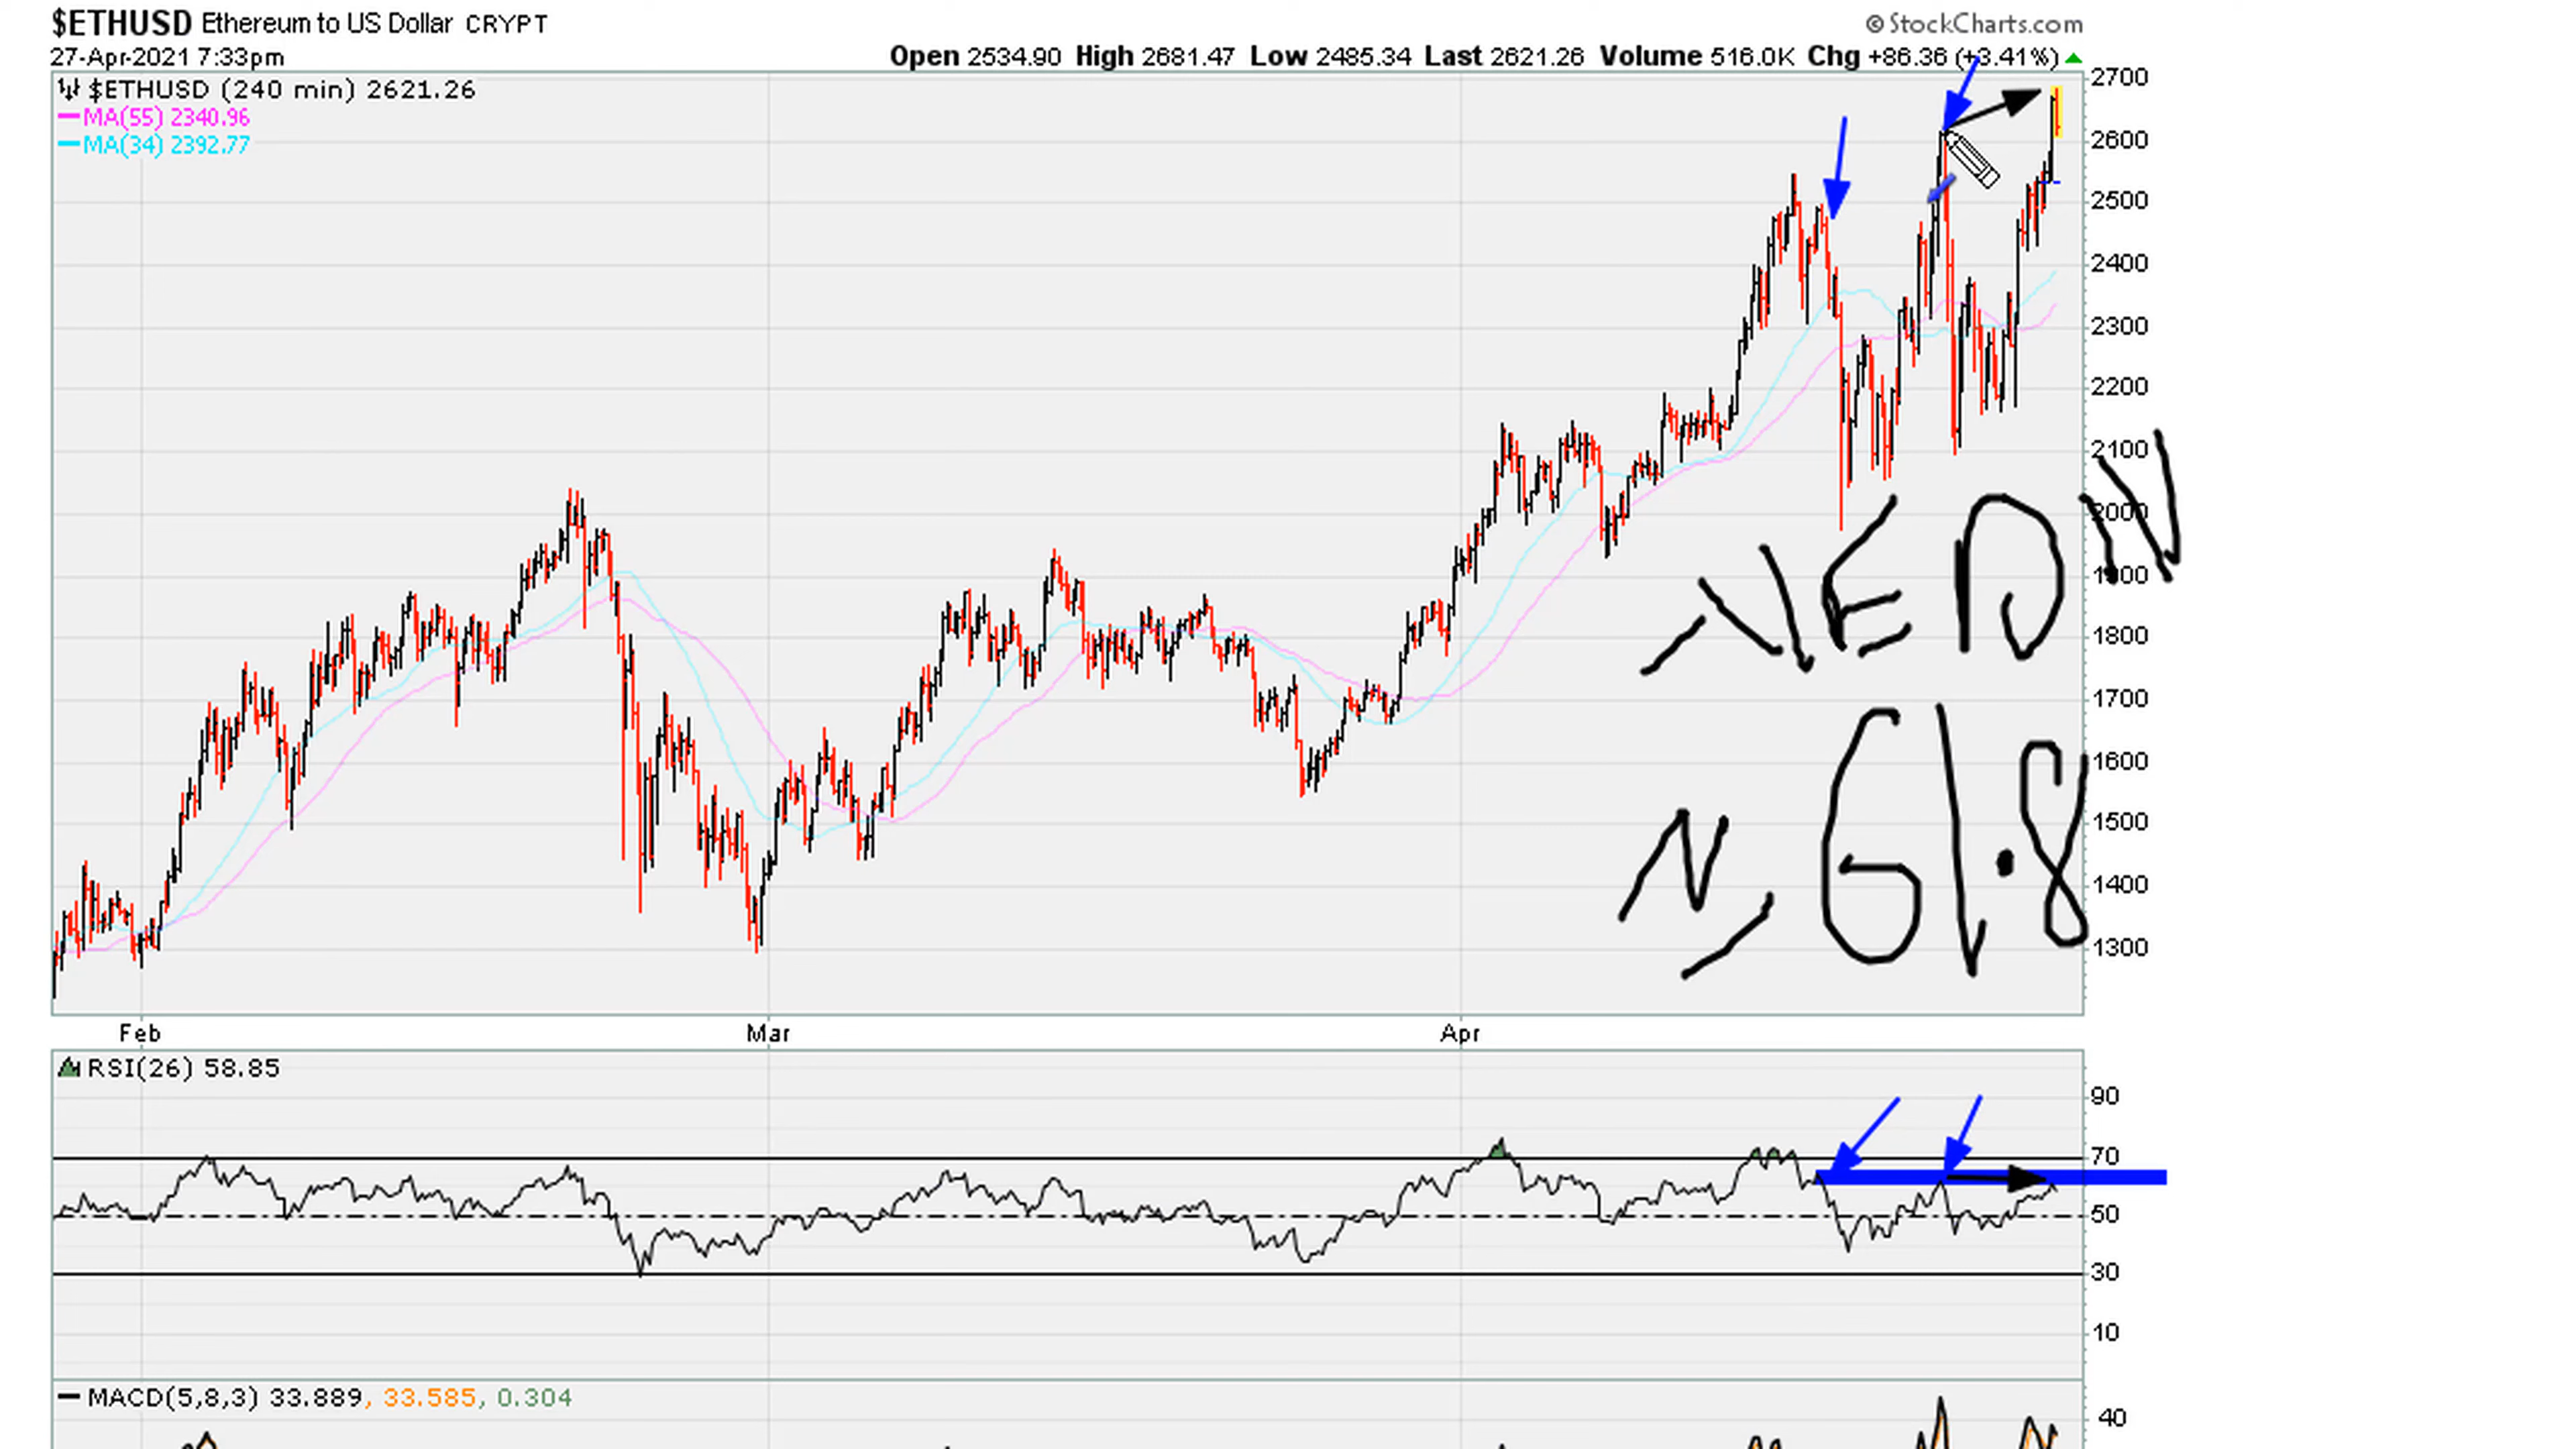 $ETHUSD Ethereum to US Dollar CRYPT
© StockCharts.com
27-Apr-2021 7:33pm
Open 2534.90 High 2681.47 Low 2485.34 Last 2621.26 Volume 516.0K Chg +86.36 (+3.41%)
$ETHUSD (240 min) 2621.26
MA(55) 2340.96
MA(34) 2392.77
2700
2600
2500
2400
2300
2200
2100
2000
1900
1800
1700
1600
1500
1400
1300
61.8
Feb Mar Apr
RSI(26) 58.85
90
70
50
30
10
MACD(5,8,3) 33.889, 33.585, 0.304
40